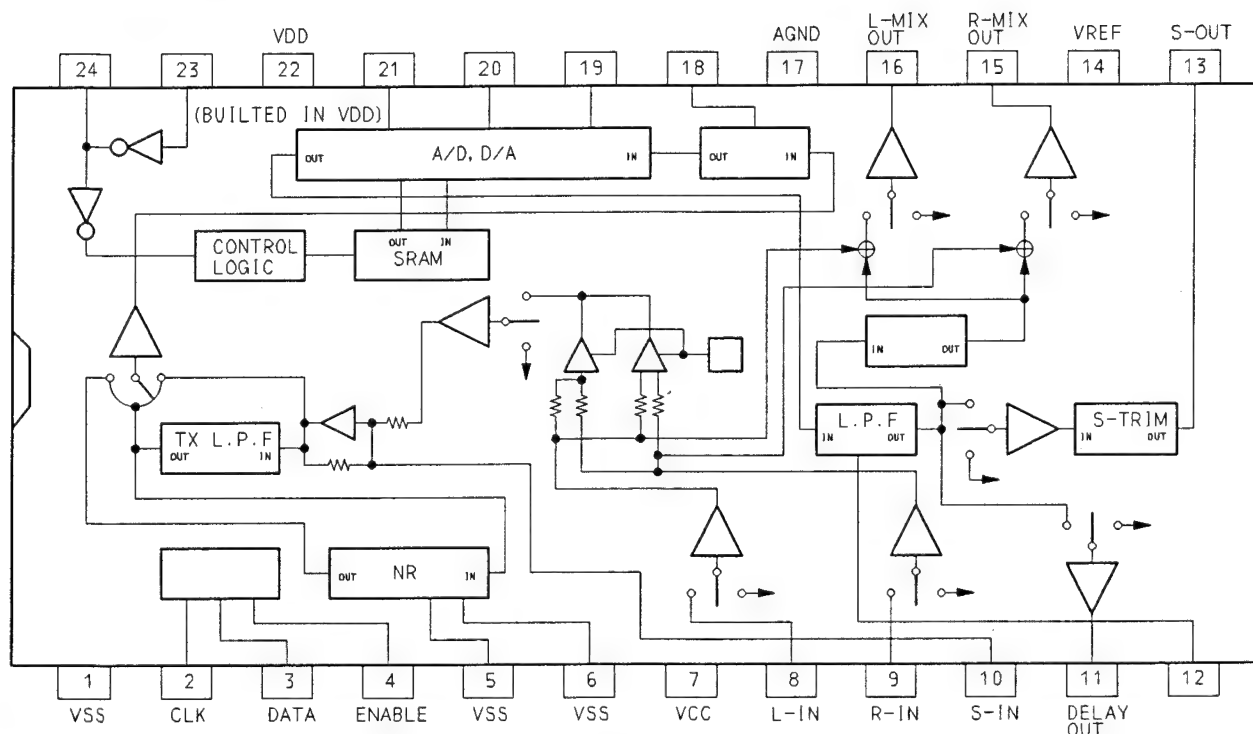 L-MIX R-MIX
VDD AGND OUT OUT VREF S-OUT
24 23 22 21 20 19 18 17 16 15 14 13
(BUILTED IN VDD)
OUT A/D, D/A IN OUT IN
OUT IN
CONTROL
LOGIC
SRAM
IN OUT
TX L.P.F
OUT IN
L.P.F
IN OUT
S-TRIM
IN OUT
OUT NR IN
1 2 3 4 5 6 7 8 9 10 11 12
VSS CLK DATA ENABLE VSS VSS VCC L-IN R-IN S-IN DELAY
OUT